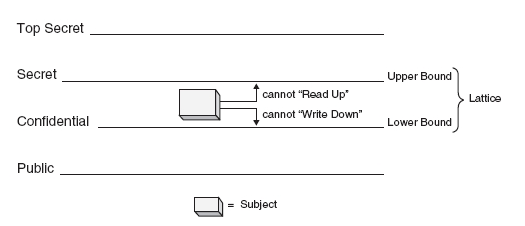 Top Secret
Secret
Upper Bound
cannot “Read Up”
Lattice
cannot “Write Down”
Confidential
Lower Bound
Public
= Subject